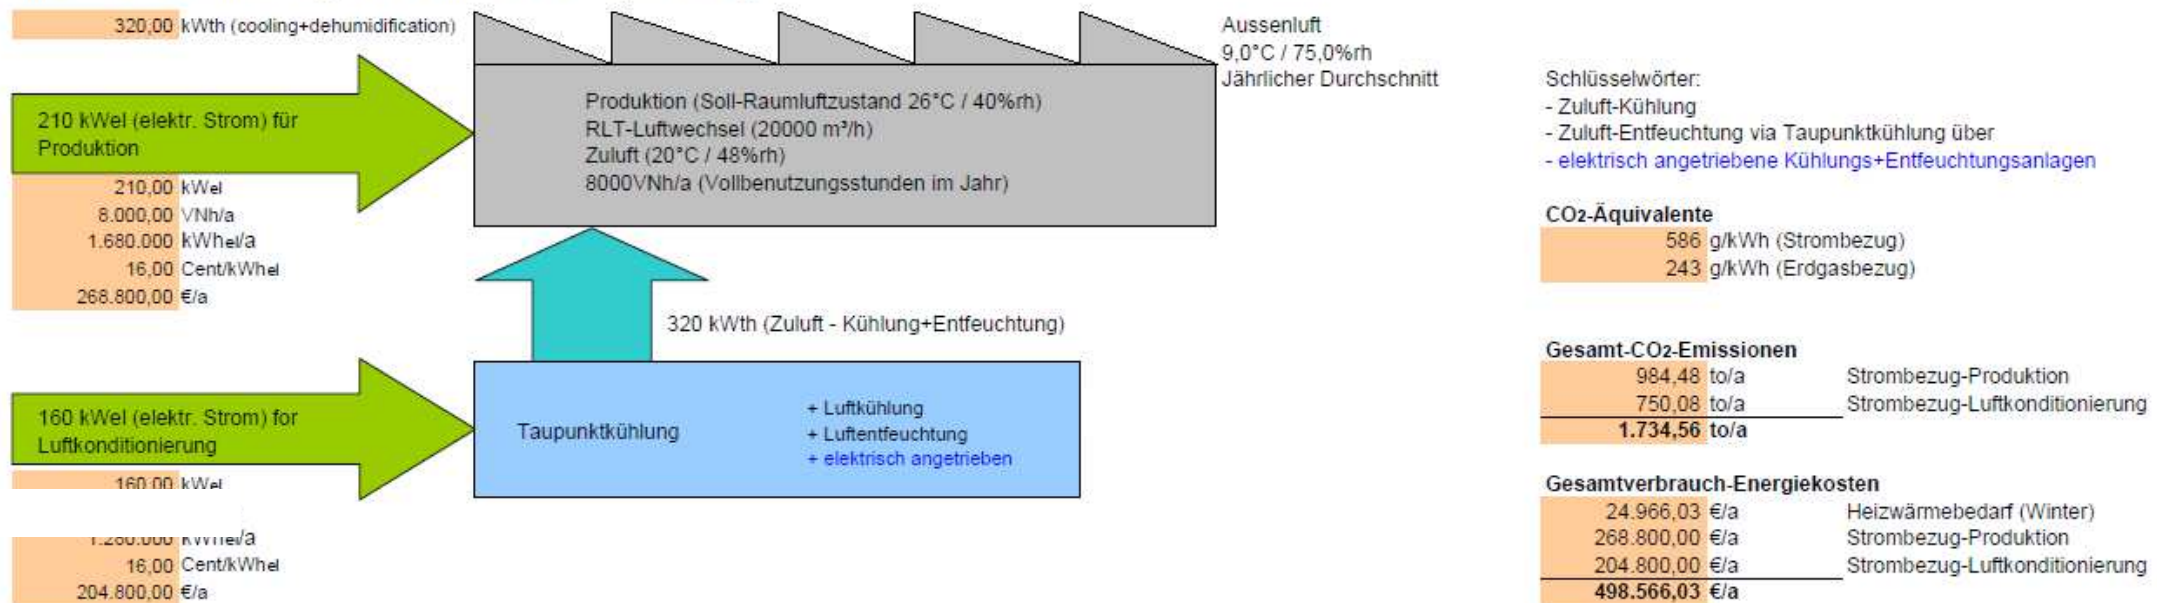 320,00 kWth (cooling+dehumidification)
210 kWel (elektr. Strom) für
Produktion
210,00 kWel
8.000,00 VNh/a
1.680.000 kWhel/a
16,00 Cent/kWhel
268.800,00 €/a
160 kWel (elektr. Strom) for
Luftkonditionierung
160,00 kWel
1.280.000 kWhel/a
16,00 Cent/kWhel
204.800,00 €/a
Produktion (Soll-Raumluftzustand 26°C / 40%rh)
RLT-Luftwechsel (20000 m³/h)
Zuluft (20°C / 48%rh)
8000VNh/a (Vollbenutzungsstunden im Jahr)
320 kWth (Zuluft - Kühlung+Entfeuchtung)
Taupunktkühlung
+ Luftkühlung
+ Luftentfeuchtung
+ elektrisch angetrieben
Aussenluft
9,0°C / 75,0%rh
Jährlicher Durchschnitt
Schlüsselwörter:
- Zuluft-Kühlung
- Zuluft-Entfeuchtung via Taupunktkühlung über
- elektrisch angetriebene Kühlungs+Entfeuchtungsanlagen
CO2-Äquivalente
586 g/kWh (Strombezug)
243 g/kWh (Erdgasbezug)
Gesamt-CO2-Emissionen
984,48 to/a Strombezug-Produktion
750,08 to/a Strombezug-Luftkonditionierung
1.734,56 to/a
Gesamtverbrauch-Energiekosten
24.966,03 €/a Heizwärmebedarf (Winter)
268.800,00 €/a Strombezug-Produktion
204.800,00 €/a Strombezug-Luftkonditionierung
498.566,03 €/a